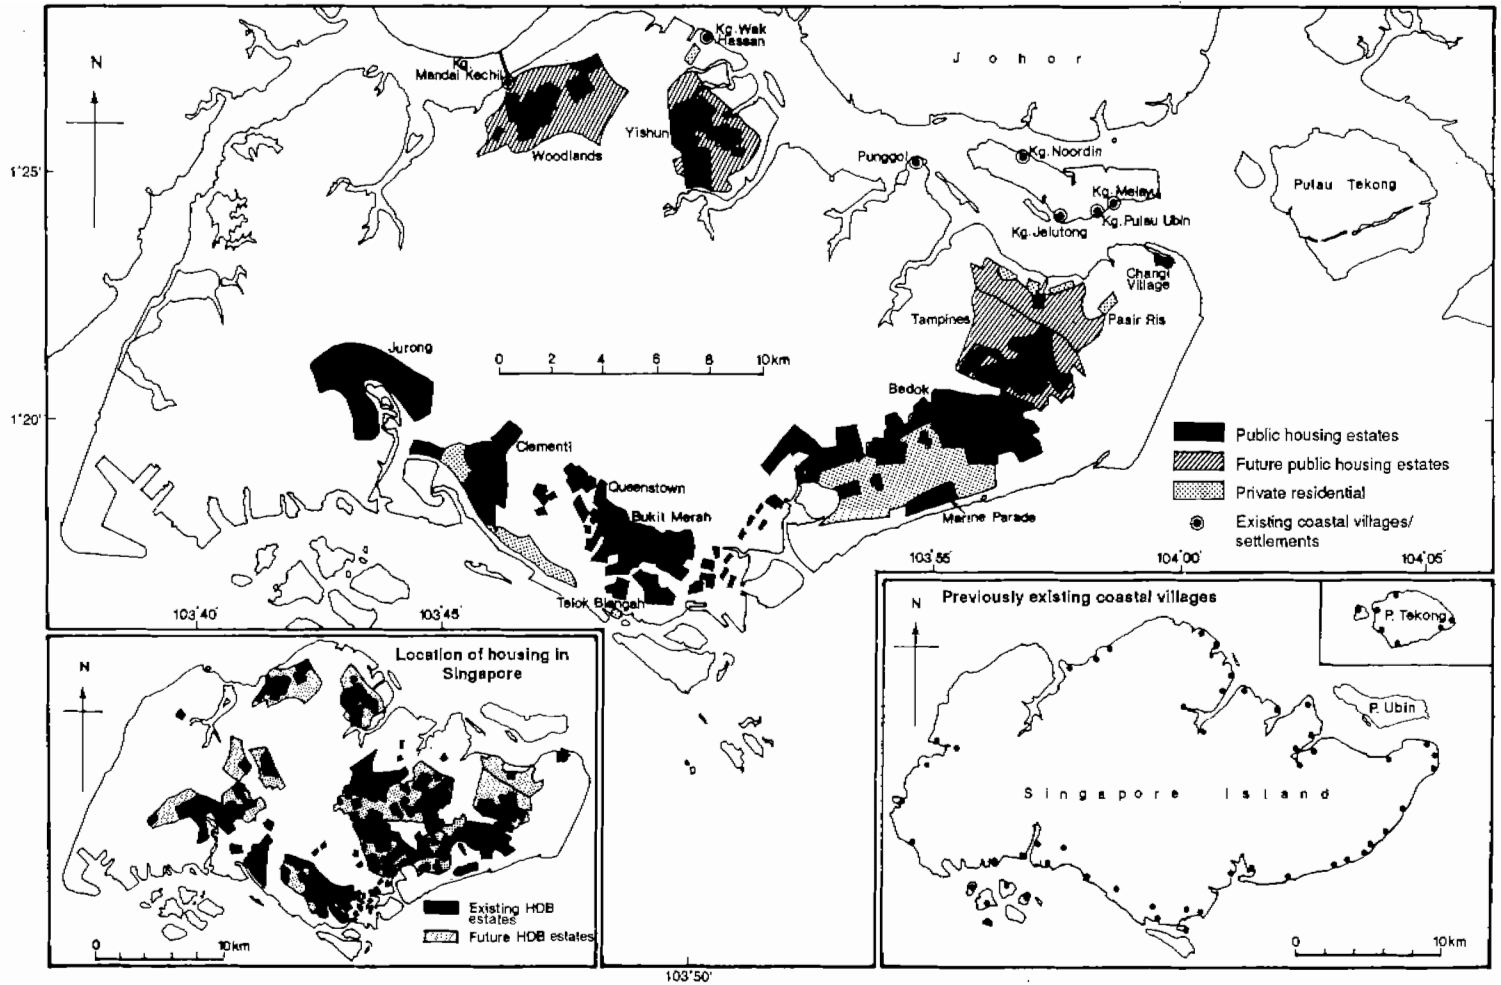 Kg. Wak
Hassan
Johor
N
Kg.
Mandai Kechil
Yishun
Woodlands
Punggol
Kg. Noordin
1°25'
Pulau Tekong
Kg. Melayu
Kg. Pulau Ubin
Kg. Jelutong
Changi
Village
Tampines
Pasir Ris
Jurong
0 2 4 6 8 10km
Bedok
1°20'
Clementi
Public housing estates
Future public housing estates
Queenstown
Private residential
Bukit Merah
Marine Parade
Existing coastal villages/
settlements
103°55' 104°00' 104°05'
Telok Blangah
103°40' 103°45'
N
Location of housing in
Singapore
Existing HDB
estates
Future HDB estates
0 10km
103°50'
N
Previously existing coastal villages
P. Tekong
P. Ubin
Singapore Island
0 10km